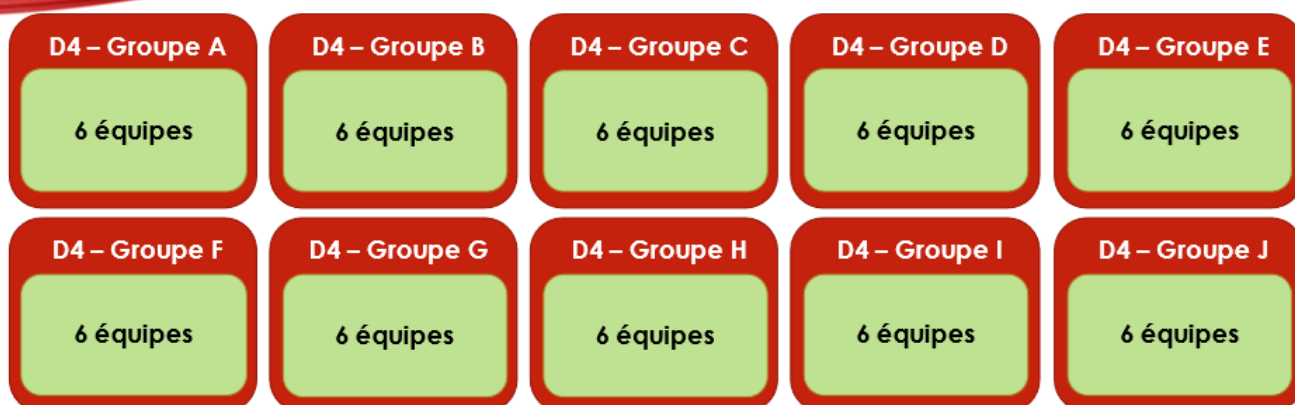 D4 – Groupe A
6 équipes
D4 – Groupe B
6 équipes
D4 – Groupe C
6 équipes
D4 – Groupe D
6 équipes
D4 – Groupe E
6 équipes
D4 – Groupe F
6 équipes
D4 – Groupe G
6 équipes
D4 – Groupe H
6 équipes
D4 – Groupe I
6 équipes
D4 – Groupe J
6 équipes